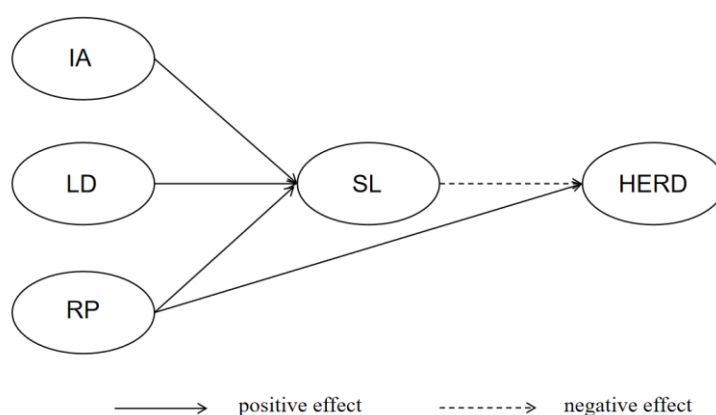 IA
LD
SL
HERD
RP
positive effect
negative effect